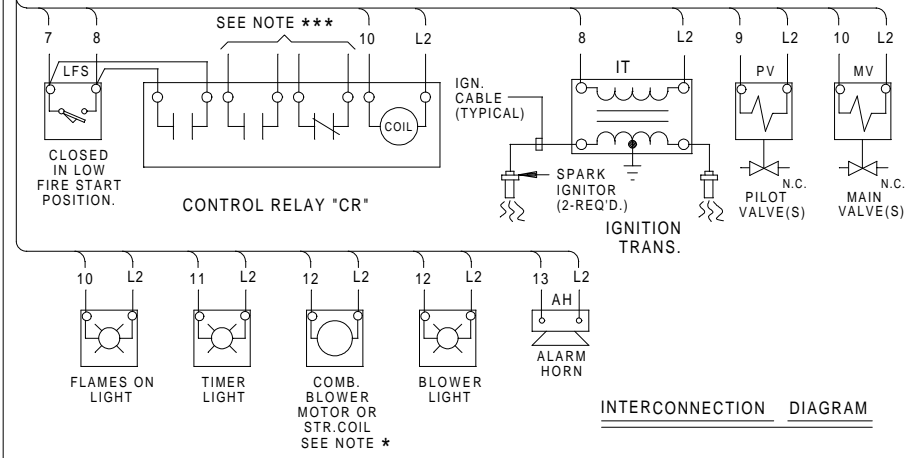 SEE NOTE ***
7 8 10 L2 8 L2 9 L2 10 L2
LFS
IT
PV
MV
IGN.
CABLE
(TYPICAL)
COIL
CLOSED
IN LOW
FIRE START
POSITION.
CONTROL RELAY "CR"
SPARK
IGNITOR
(2-REQ'D.)
IGNITION
TRANS.
N.C.
PILOT
VALVE(S)
N.C.
MAIN
VALVE(S)
10 L2 11 L2 12 L2 12 L2 13 L2
AH
FLAMES ON
LIGHT
TIMER
LIGHT
COMB.
BLOWER
MOTOR OR
STR.COIL
SEE NOTE *
BLOWER
LIGHT
ALARM
HORN
INTERCONNECTION DIAGRAM